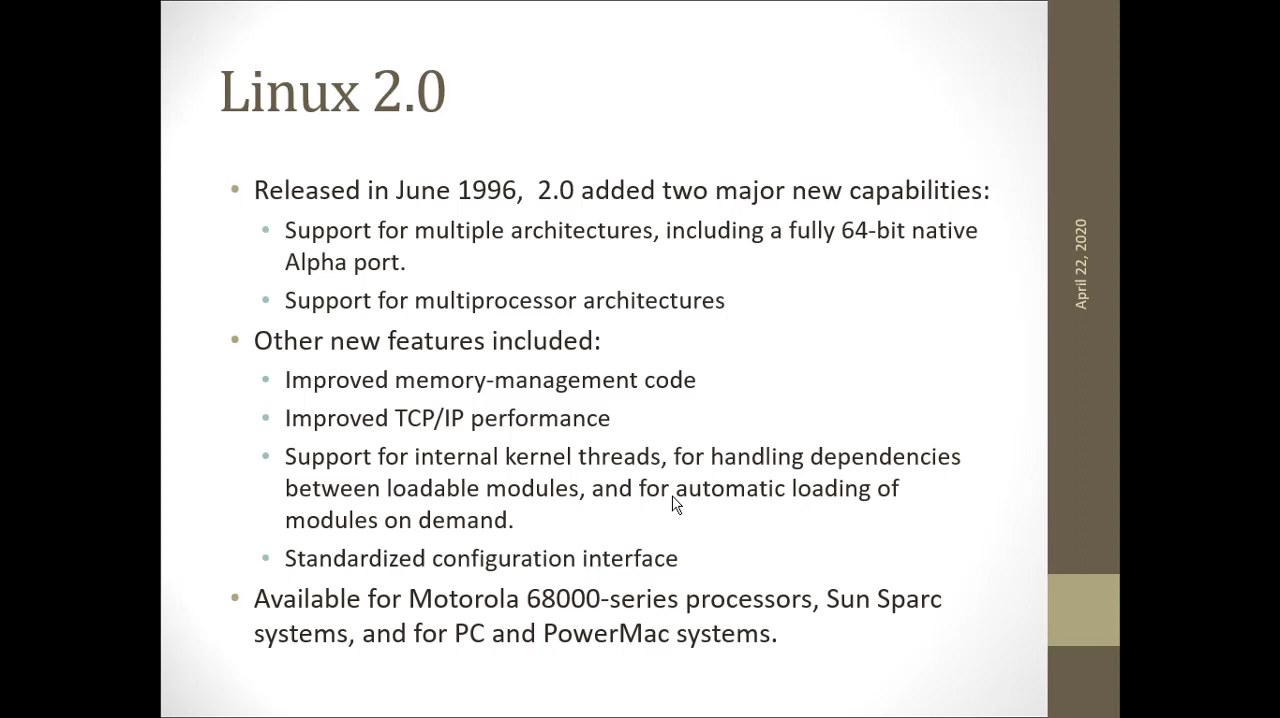 Linux 2.0
• Released in June 1996,  2.0 added two major new capabilities:
• Support for multiple architectures, including a fully 64-bit native
Alpha port.
• Support for multiprocessor architectures
• Other new features included:
• Improved memory-management code
• Improved TCP/IP performance
• Support for internal kernel threads, for handling dependencies
between loadable modules, and for automatic loading of
modules on demand.
• Standardized configuration interface
• Available for Motorola 68000-series processors, Sun Sparc
systems, and for PC and PowerMac systems.
April 22, 2020